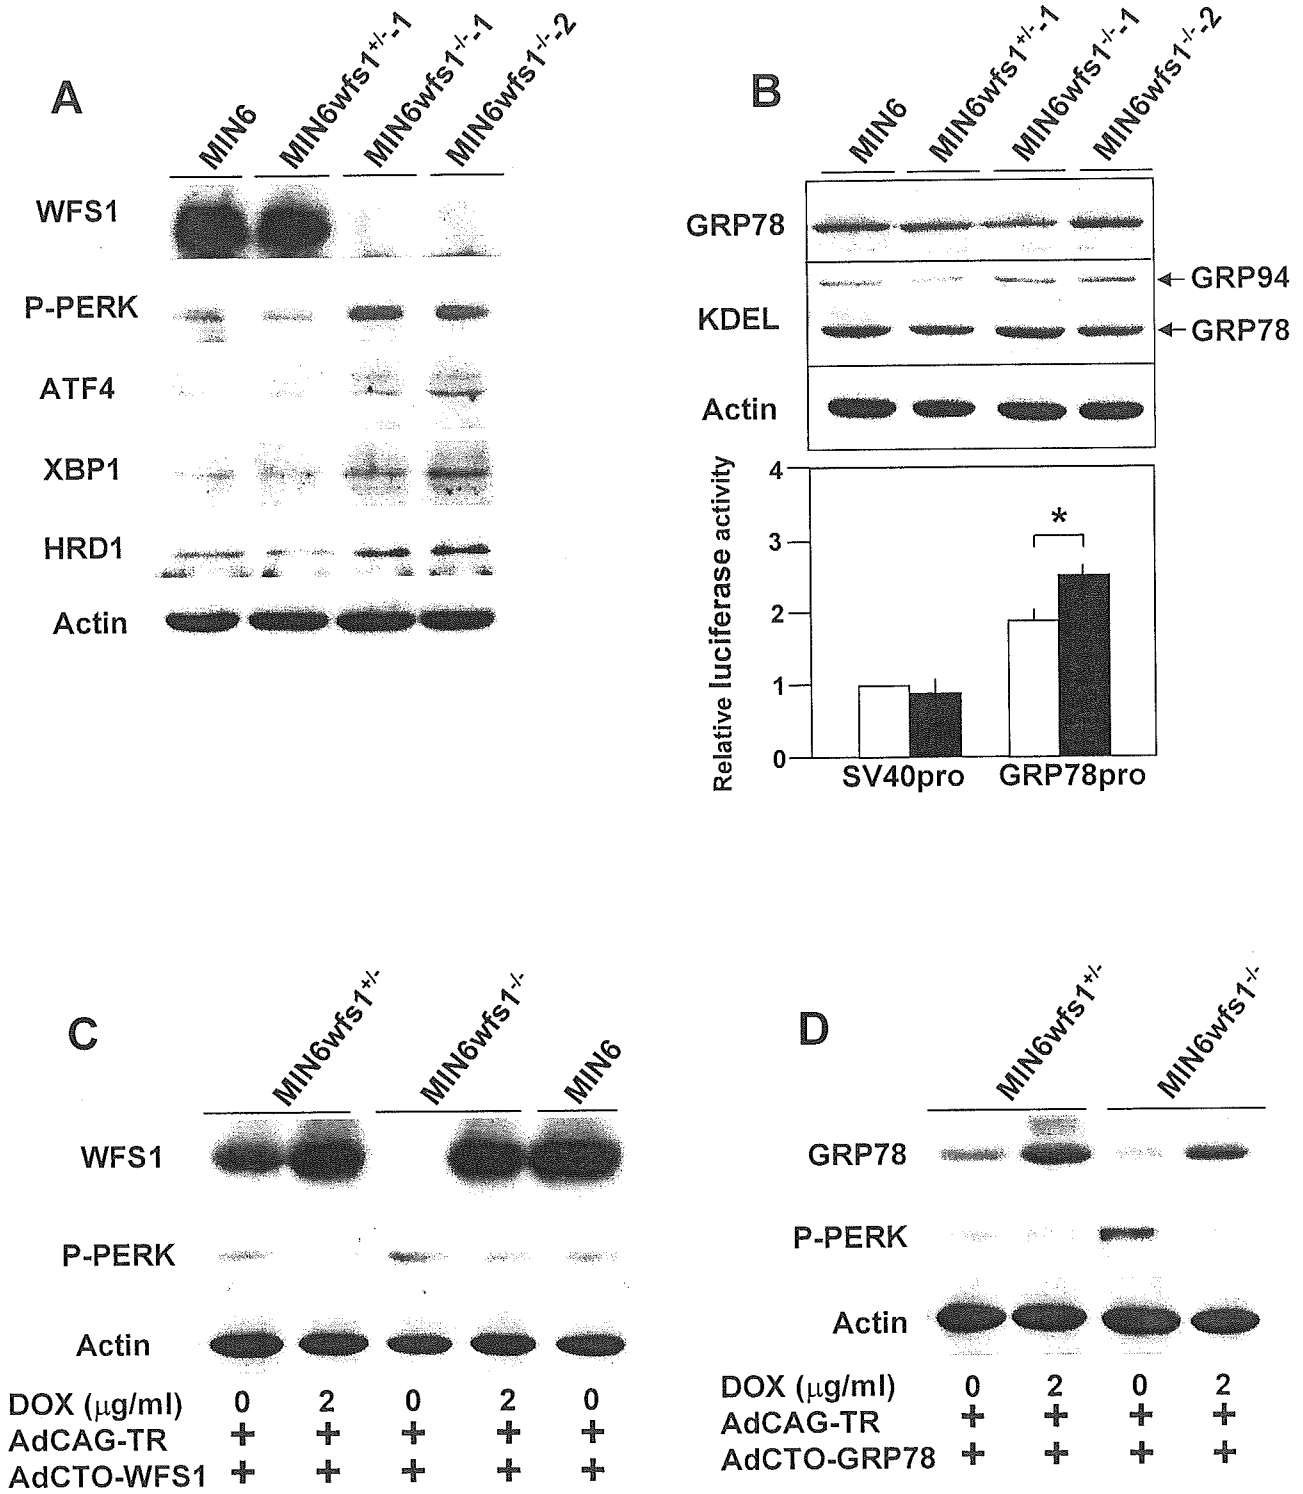 A
MIN6
MIN6wfs1+/--1
MIN6wfs1-/--1
MIN6wfs1-/--2
WFS1
P-PERK
ATF4
XBP1
HRD1
Actin
B
MIN6
MIN6wfs1+/--1
MIN6wfs1-/--1
MIN6wfs1-/--2
GRP78
KDEL
GRP94
GRP78
Actin
Relative luciferase activity
4
3
2
1
0
*
SV40pro GRP78pro
C
MIN6wfs1+/-
MIN6wfs1-/-
MIN6
WFS1
P-PERK
Actin
DOX (μg/ml) 0 2 0 2 0
AdCAG-TR + + + + +
AdCTO-WFS1 + + + + +
D
MIN6wfs1+/-
MIN6wfs1-/-
GRP78
P-PERK
Actin
DOX (μg/ml) 0 2 0 2
AdCAG-TR + + + +
AdCTO-GRP78 + + + +